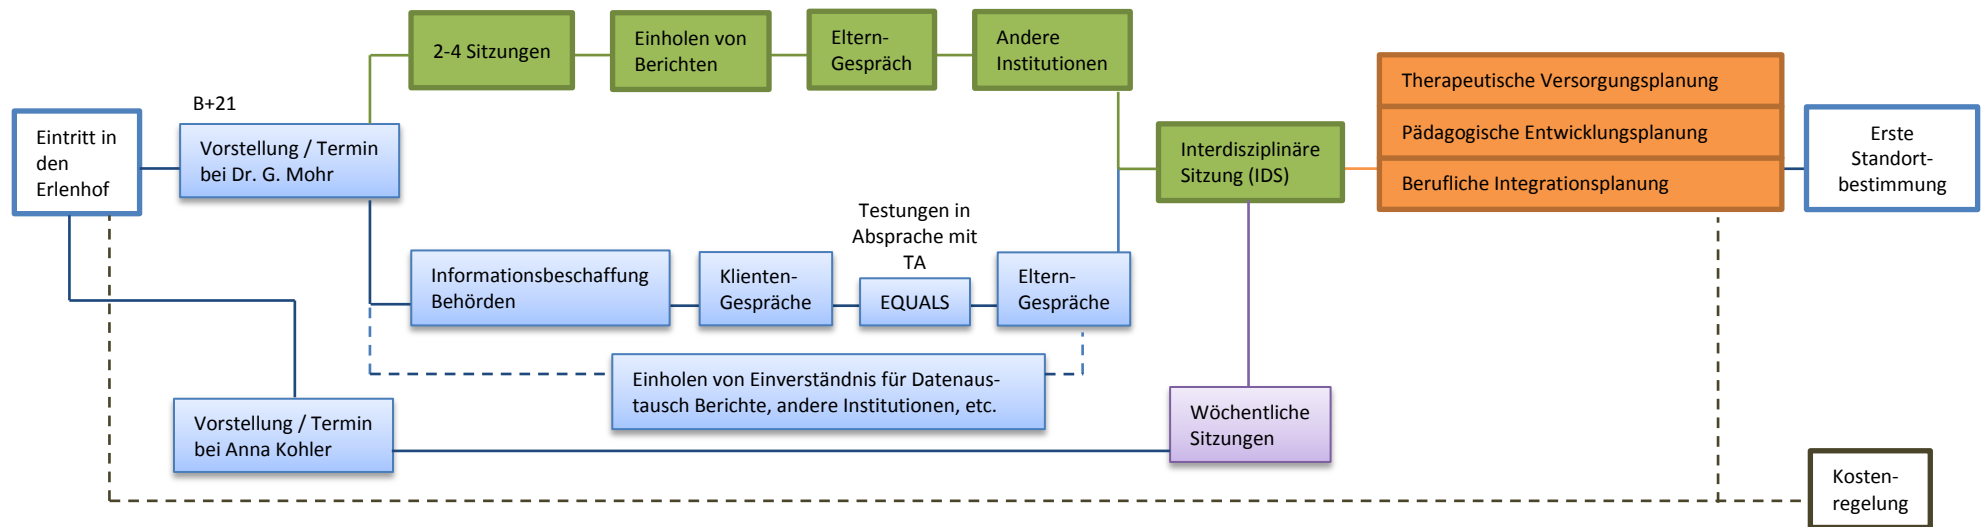 2-4 Sitzungen
Einholen von
Berichten
Eltern-
Gespräch
Andere
Institutionen
Therapeutische Versorgungsplanung
Pädagogische Entwicklungsplanung
Berufliche Integrationsplanung
B+21
Eintritt in
den
Erlenhof
Vorstellung / Termin
bei Dr. G. Mohr
Interdisziplinäre
Sitzung (IDS)
Erste
Standort-
bestimmung
Testungen in
Absprache mit
TA
Informationsbeschaffung
Behörden
Klienten-
Gespräche
EQUALS
Eltern-
Gespräche
Einholen von Einverständnis für Datenaus-
tausch Berichte, andere Institutionen, etc.
Vorstellung / Termin
bei Anna Kohler
Wöchentliche
Sitzungen
Kosten-
regelung